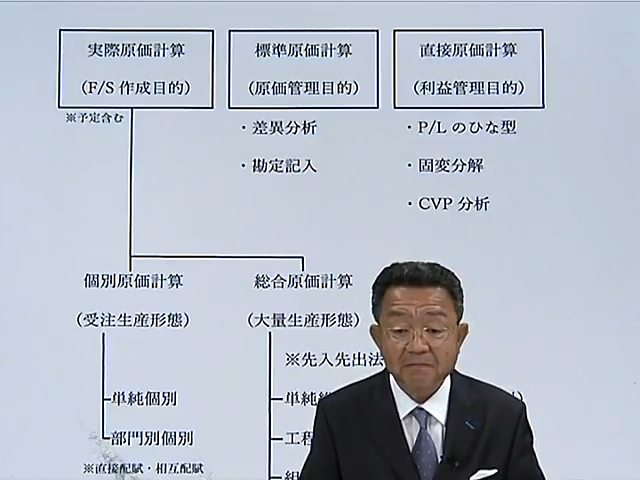 実際原価計算
（F/S 作成目的）
※予定含む
標準原価計算
（原価管理目的）
・差異分析
・勘定記入
直接原価計算
（利益管理目的）
・P/L のひな型
・固変分解
・CVP 分析
個別原価計算
（受注生産形態）
単純個別
部門別個別
※直接配賦・相互配賦
総合原価計算
（大量生産形態）
※先入先出法
単純
工程
組